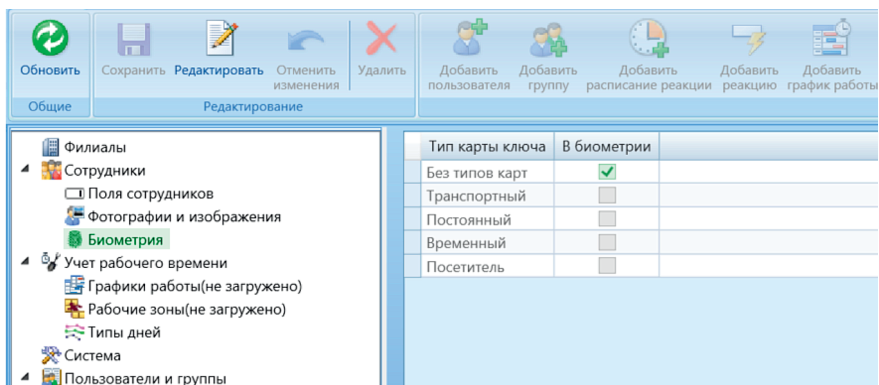 Обновить
Сохранить Редактировать Отменить изменения Удалить
Добавить пользователя Добавить группу Добавить расписание реакции Добавить реакцию Добавить график работы
Общие Редактирование
Филиалы
Сотрудники
Поля сотрудников
Фотографии и изображения
Биометрия
Учет рабочего времени
Графики работы(не загружено)
Рабочие зоны(не загружено)
Типы дней
Система
Пользователи и группы
Тип карты ключа В биометрии
Без типов карт
Транспортный
Постоянный
Временный
Посетитель